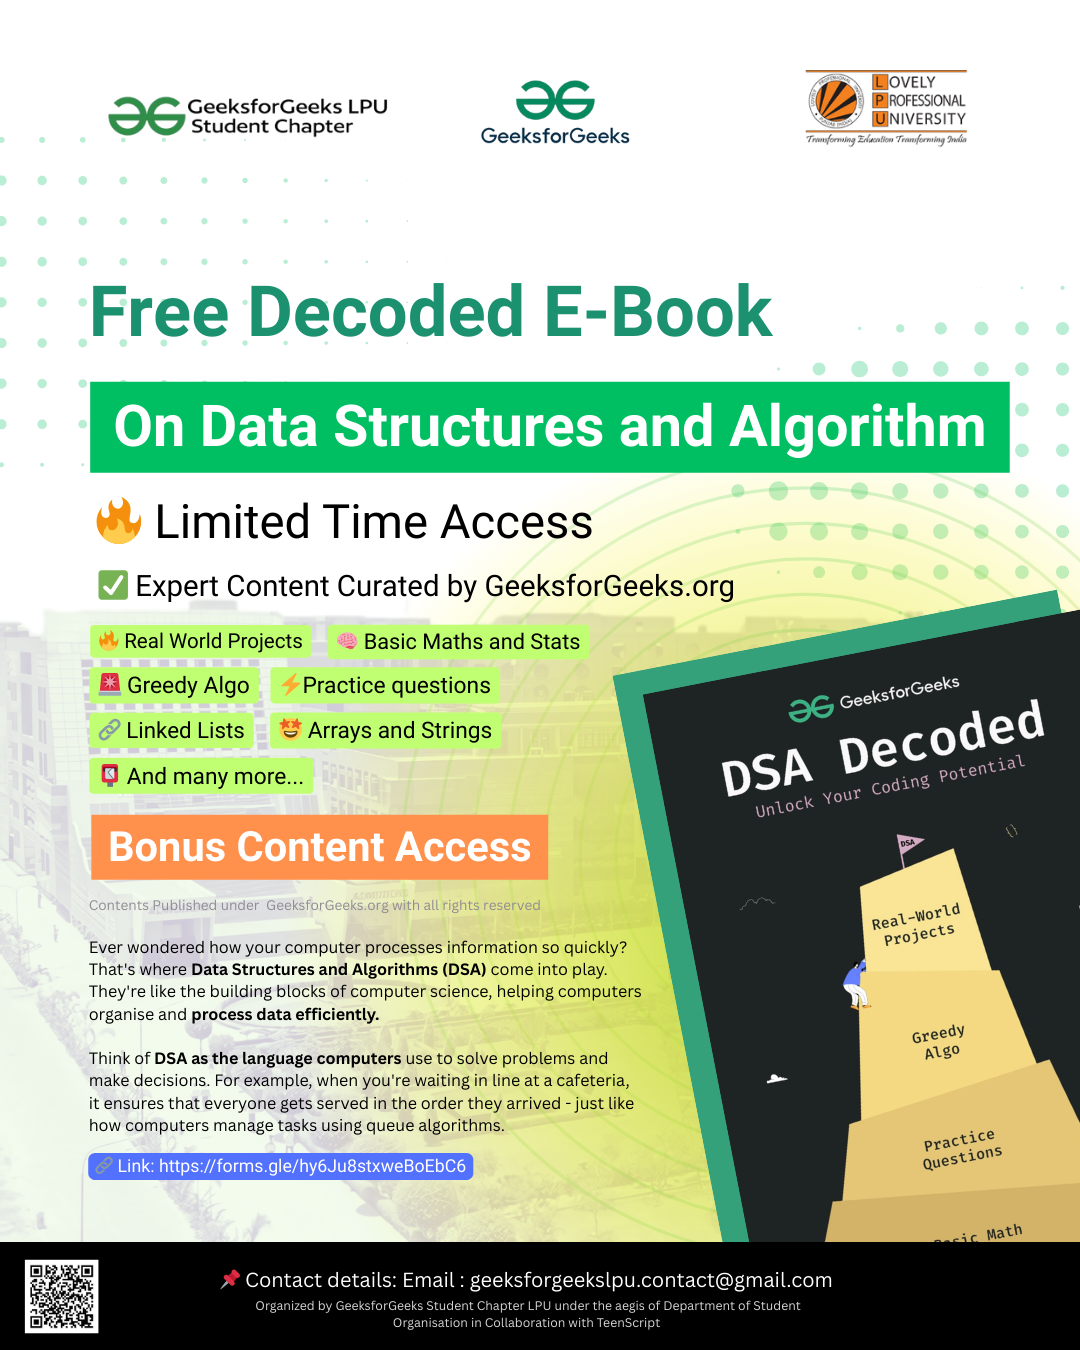 GeeksforGeeks LPU
Student Chapter
GeeksforGeeks
LOVELY
PROFESSIONAL
UNIVERSITY
Transforming Education Transforming India
Free Decoded E-Book
On Data Structures and Algorithm
🔥 Limited Time Access
✅ Expert Content Curated by GeeksforGeeks.org
🔥 Real World Projects
🧠 Basic Maths and Stats
🚨 Greedy Algo
⚡Practice questions
🔗 Linked Lists
🤩 Arrays and Strings
📮 And many more...
Bonus Content Access
Contents Published under GeeksforGeeks.org with all rights reserved
Ever wondered how your computer processes information so quickly?
That's where Data Structures and Algorithms (DSA) come into play.
They're like the building blocks of computer science, helping computers
organise and process data efficiently.
Think of DSA as the language computers use to solve problems and
make decisions. For example, when you're waiting in line at a cafeteria,
it ensures that everyone gets served in the order they arrived - just like
how computers manage tasks using queue algorithms.
🔗 Link: https://forms.gle/hy6Ju8stxweBoEbC6
GeeksforGeeks
DSA Decoded
Unlock Your Coding Potential
DSA
Real-World
Projects
Greedy
Algo
Practice
Questions
Basic Math
📌 Contact details: Email : geeksforgeekslpu.contact@gmail.com
Organized by GeeksforGeeks Student Chapter LPU under the aegis of Department of Student
Organisation in Collaboration with TeenScript